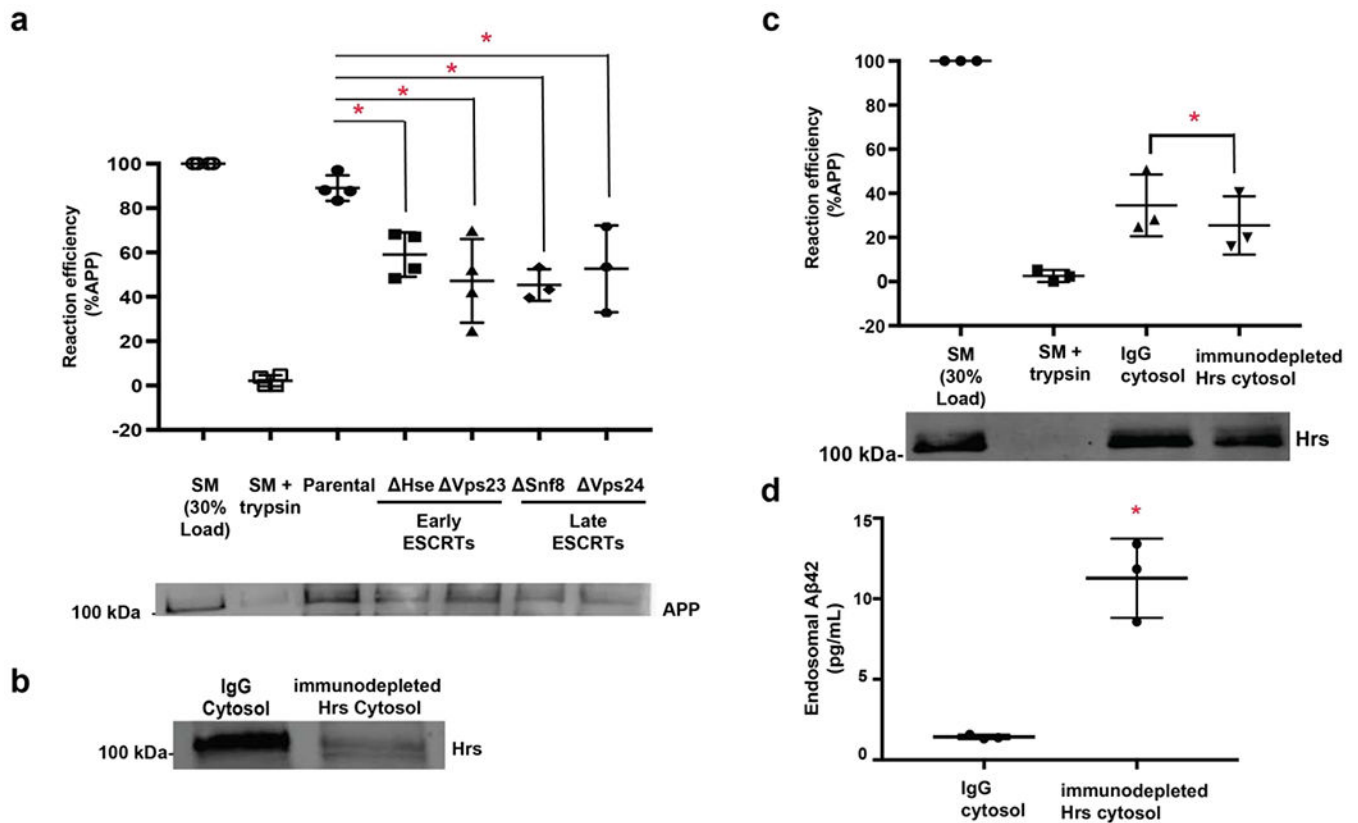 a
*
*
*
*
Reaction efficiency
(%APP)
100
80
60
40
20
0
-20
SM
(30%
Load)
SM +
trypsin
Parental
ΔHse ΔVps23
Early
ESCRTs
ΔSnf8 ΔVps24
Late
ESCRTs
100 kDa
APP
b
IgG
Cytosol
immunodepleted
Hrs Cytosol
100 kDa-
Hrs
c
*
Reaction efficiency
(%APP)
100
80
60
40
20
0
-20
SM
(30%
Load)
SM +
trypsin
IgG
cytosol
immunodepleted
Hrs cytosol
100 kDa-
Hrs
d
*
Endosomal Aβ42
(pg/mL)
15
10
5
0
IgG
cytosol
immunodepleted
Hrs cytosol